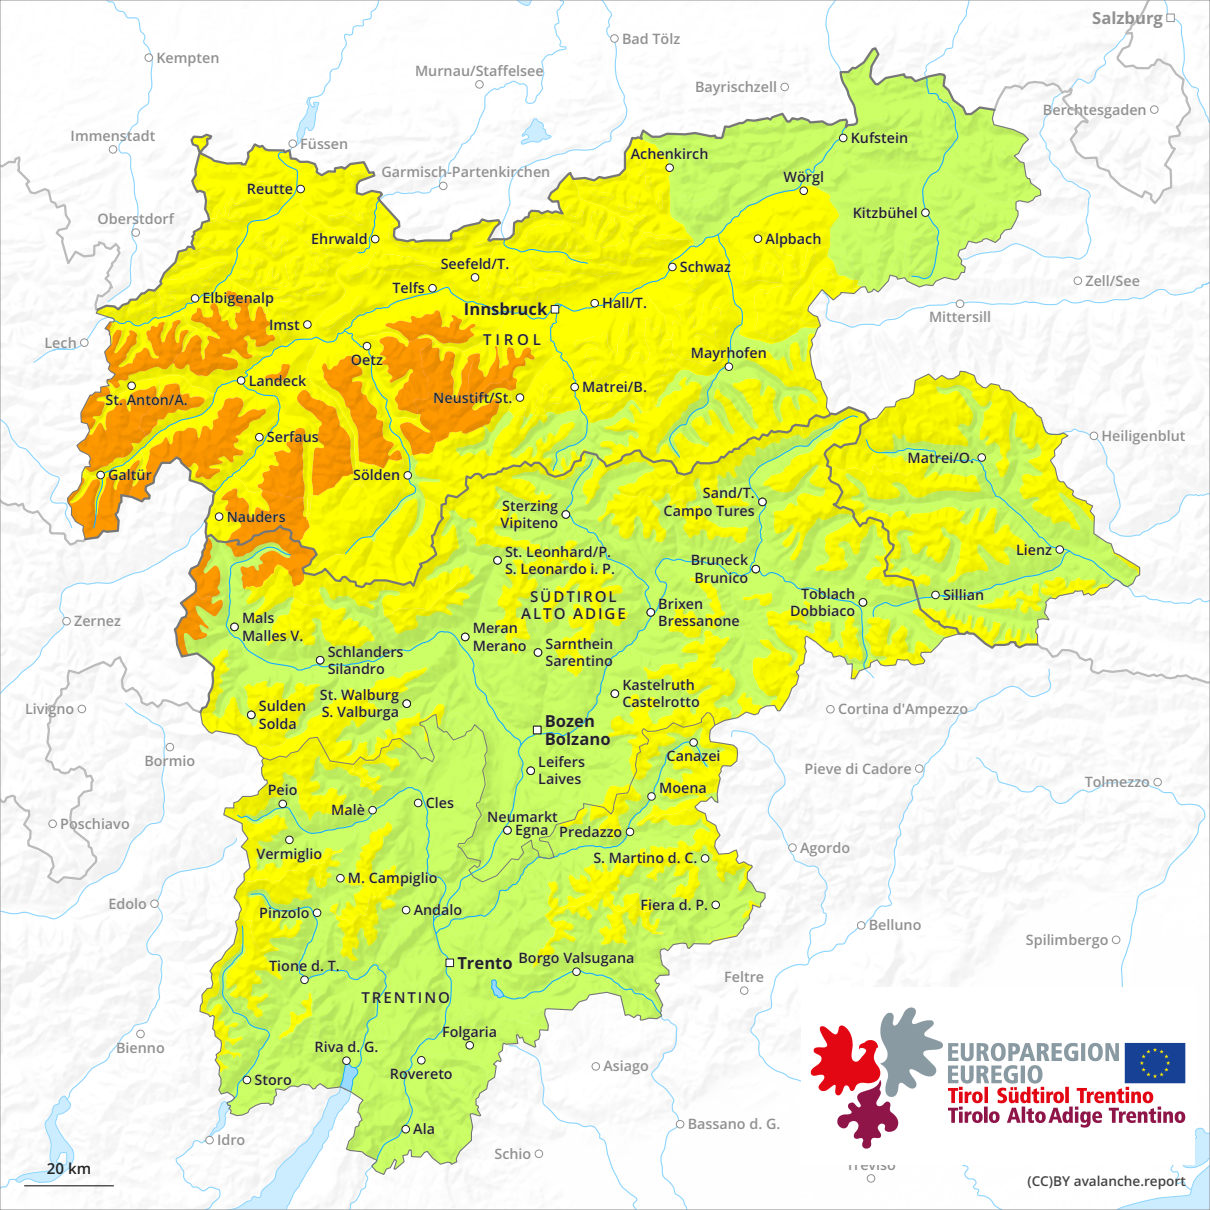 Salzburg
Bad Tölz
Kempten
Murnau/Staffelsee
Bayrischzell
Berchtesgaden
Immenstadt
Füssen
Kufstein
Achenkirch
Garmisch-Partenkirchen
Wörgl
Reutte
Oberstdorf
Kitzbühel
Ehrwald
Alpbach
Seefeld/T.
Schwaz
Zell/See
Telfs
Elbigenalp
Hall/T.
Innsbruck
Mittersill
Imst
TIROL
Lech
Oetz
Mayrhofen
Landeck
Matrei/B.
St. Anton/A.
Neustift/St.
Serfaus
Heiligenblut
Matrei/O.
Galtür
Sölden
Sand/T.
Campo Tures
Sterzing
Vipiteno
Nauders
Lienz
St. Leonhard/P.
S. Leonardo i. P.
Bruneck
Brunico
SÜDTIROL
ALTO ADIGE
Toblach
Dobbiaco
Sillian
Brixen
Bressanone
Zernez
Mals
Malles V.
Meran
Merano
Sarnthein
Sarentino
Schlanders
Silandro
Kastelruth
Castelrotto
St. Walburg
S. Valburga
Livigno
Sulden
Solda
Cortina d'Ampezzo
Bozen
Bolzano
Bormio
Canazei
Leifers
Laives
Pieve di Cadore
Tolmezzo
Peio
Moena
Malè
Cles
Neumarkt
Egna
Predazzo
Poschiavo
Vermiglio
Agordo
S. Martino d. C.
M. Campiglio
Edolo
Pinzolo
Andalo
Fiera d. P.
Belluno
Spilimbergo
Borgo Valsugana
Trento
Tione d. T.
Feltre
TRENTINO
Folgaria
Bienno
Riva d. G.
Rovereto
Asiago
Storo
EUROPAREGION
EUREGIO
Tirol Südtirol Trentino
Tirolo Alto Adige Trentino
Ala
Bassano d. G.
Idro
Schio
Treviso
20 km
(CC)BY avalanche.report